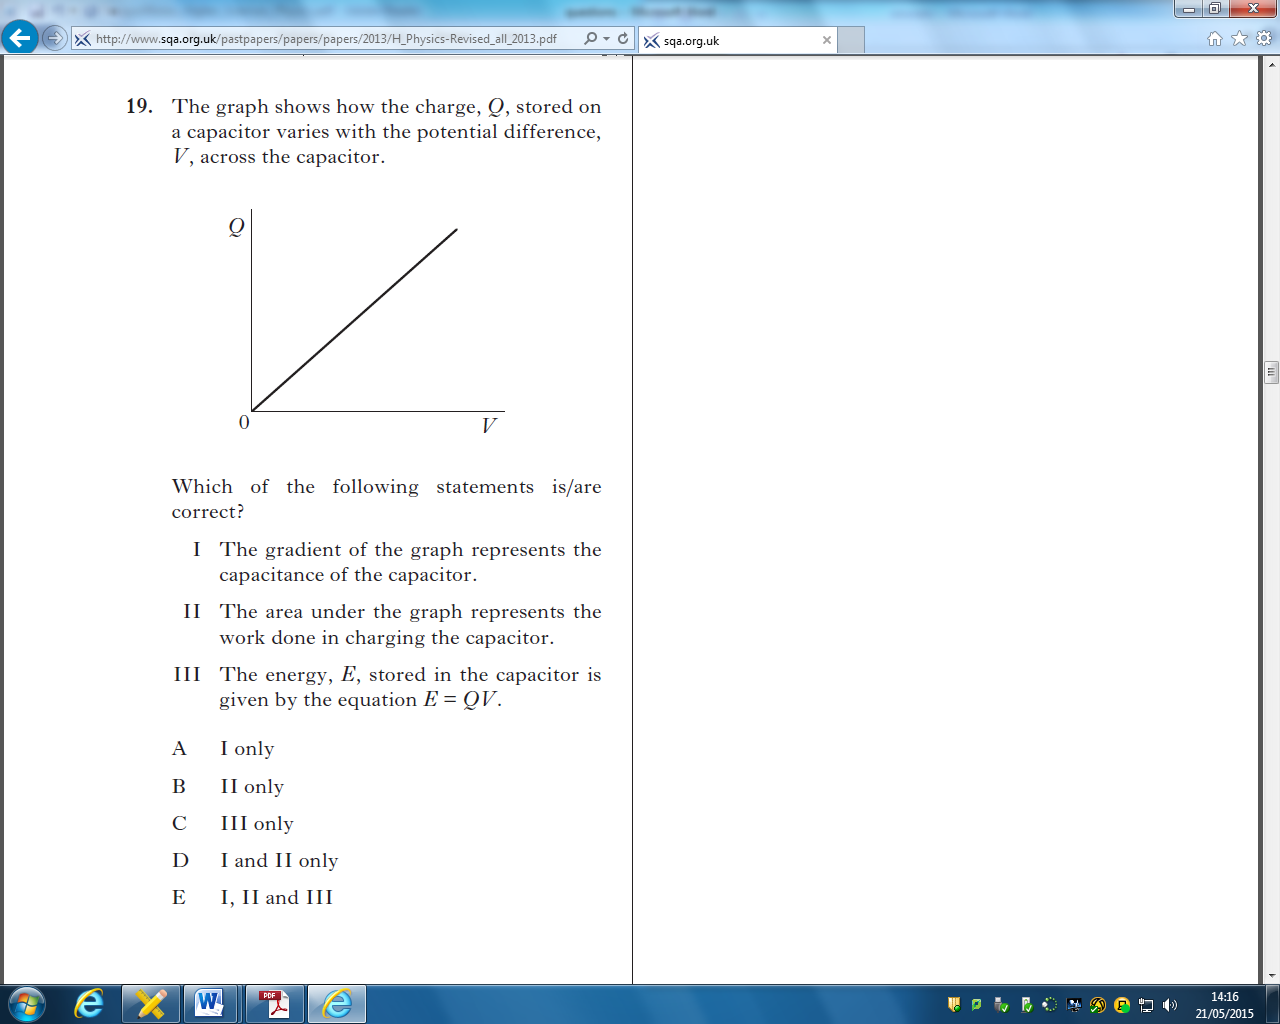 http://www.sqa.org.uk/pastpapers/papers/papers/2013/H_Physics-Revised_all_2013.pdf
sqa.org.uk
19. The graph shows how the charge, Q, stored on
a capacitor varies with the potential difference,
V, across the capacitor.
Q
0
V
Which of the following statements is/are
correct?
I The gradient of the graph represents the
capacitance of the capacitor.
II The area under the graph represents the
work done in charging the capacitor.
III The energy, E, stored in the capacitor is
given by the equation E = QV.
A I only
B II only
C III only
D I and II only
E I, II and III
PDF
14:16
21/05/2015